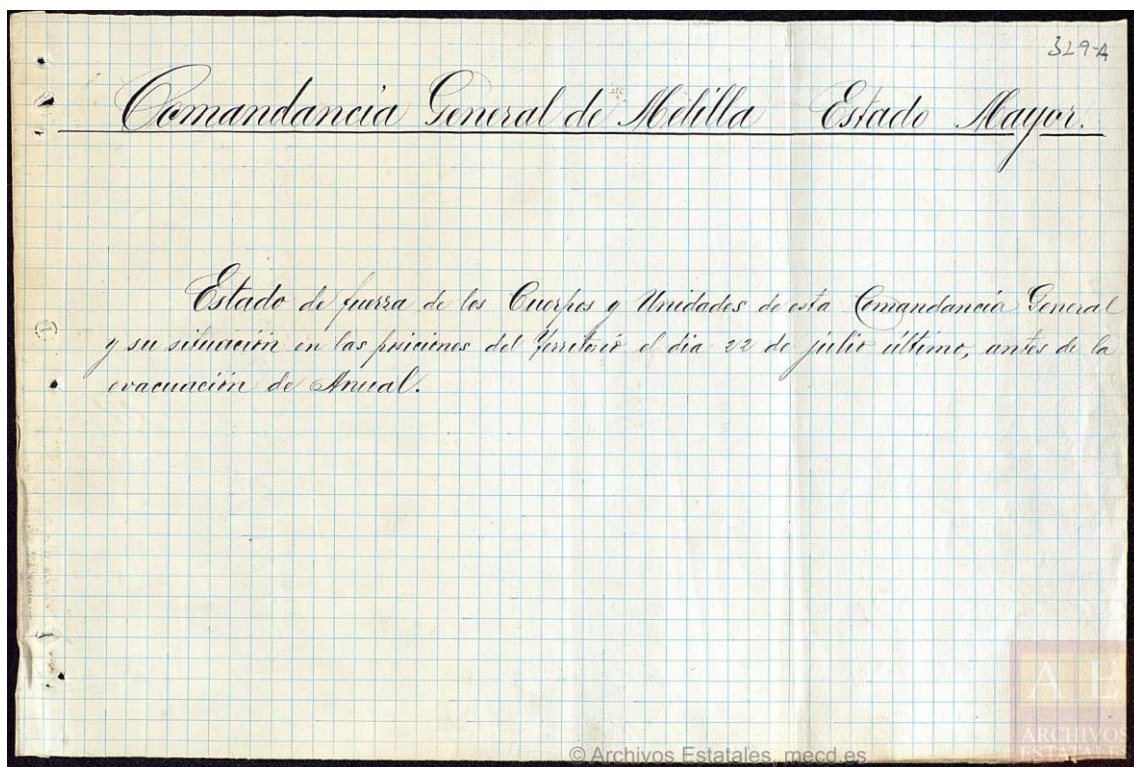 329-A
Comandancia General de Melilla Estado Mayor.
Estado de fuerza de los Cuerpos y Unidades de esta Comandancia General
y su situación en las posiciones del territorio el dia 22 de julio último, antes de la
evacuación de Anual.
A E
ARCHIVOS
ESTATALES
© Archivos Estatales, mecd.es